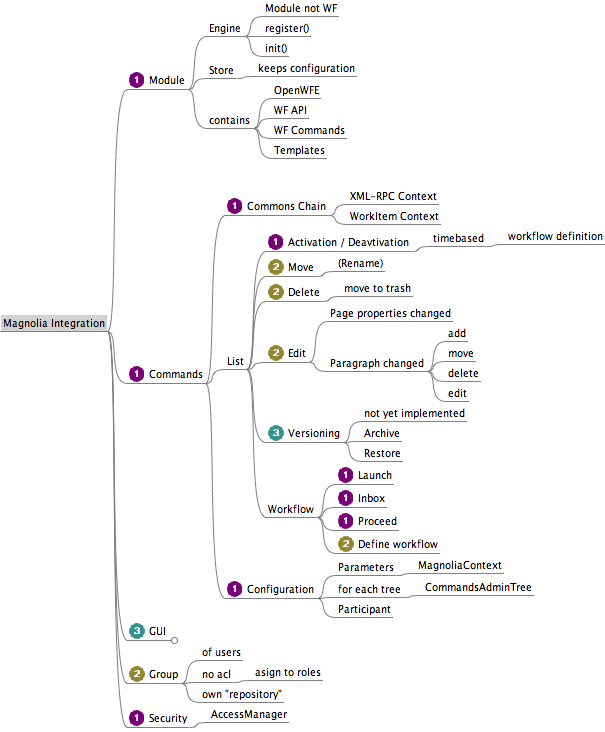 Magnolia Integration
1 Module
Engine
Module not WF
register()
init()
Store
keeps configuration
contains
OpenWFE
WF API
WF Commands
Templates
1 Commands
1 Commons Chain
XML-RPC Context
WorkItem Context
List
1 Activation / Deavtivation
timebased
workflow definition
2 Move
(Rename)
2 Delete
move to trash
2 Edit
Page properties changed
Paragraph changed
add
move
delete
edit
3 Versioning
not yet implemented
Archive
Restore
Workflow
1 Launch
1 Inbox
1 Proceed
2 Define workflow
1 Configuration
Parameters
MagnoliaContext
for each tree
CommandsAdminTree
Participant
3 GUI
2 Group
of users
no acl
asign to roles
own "repository"
1 Security
AccessManager